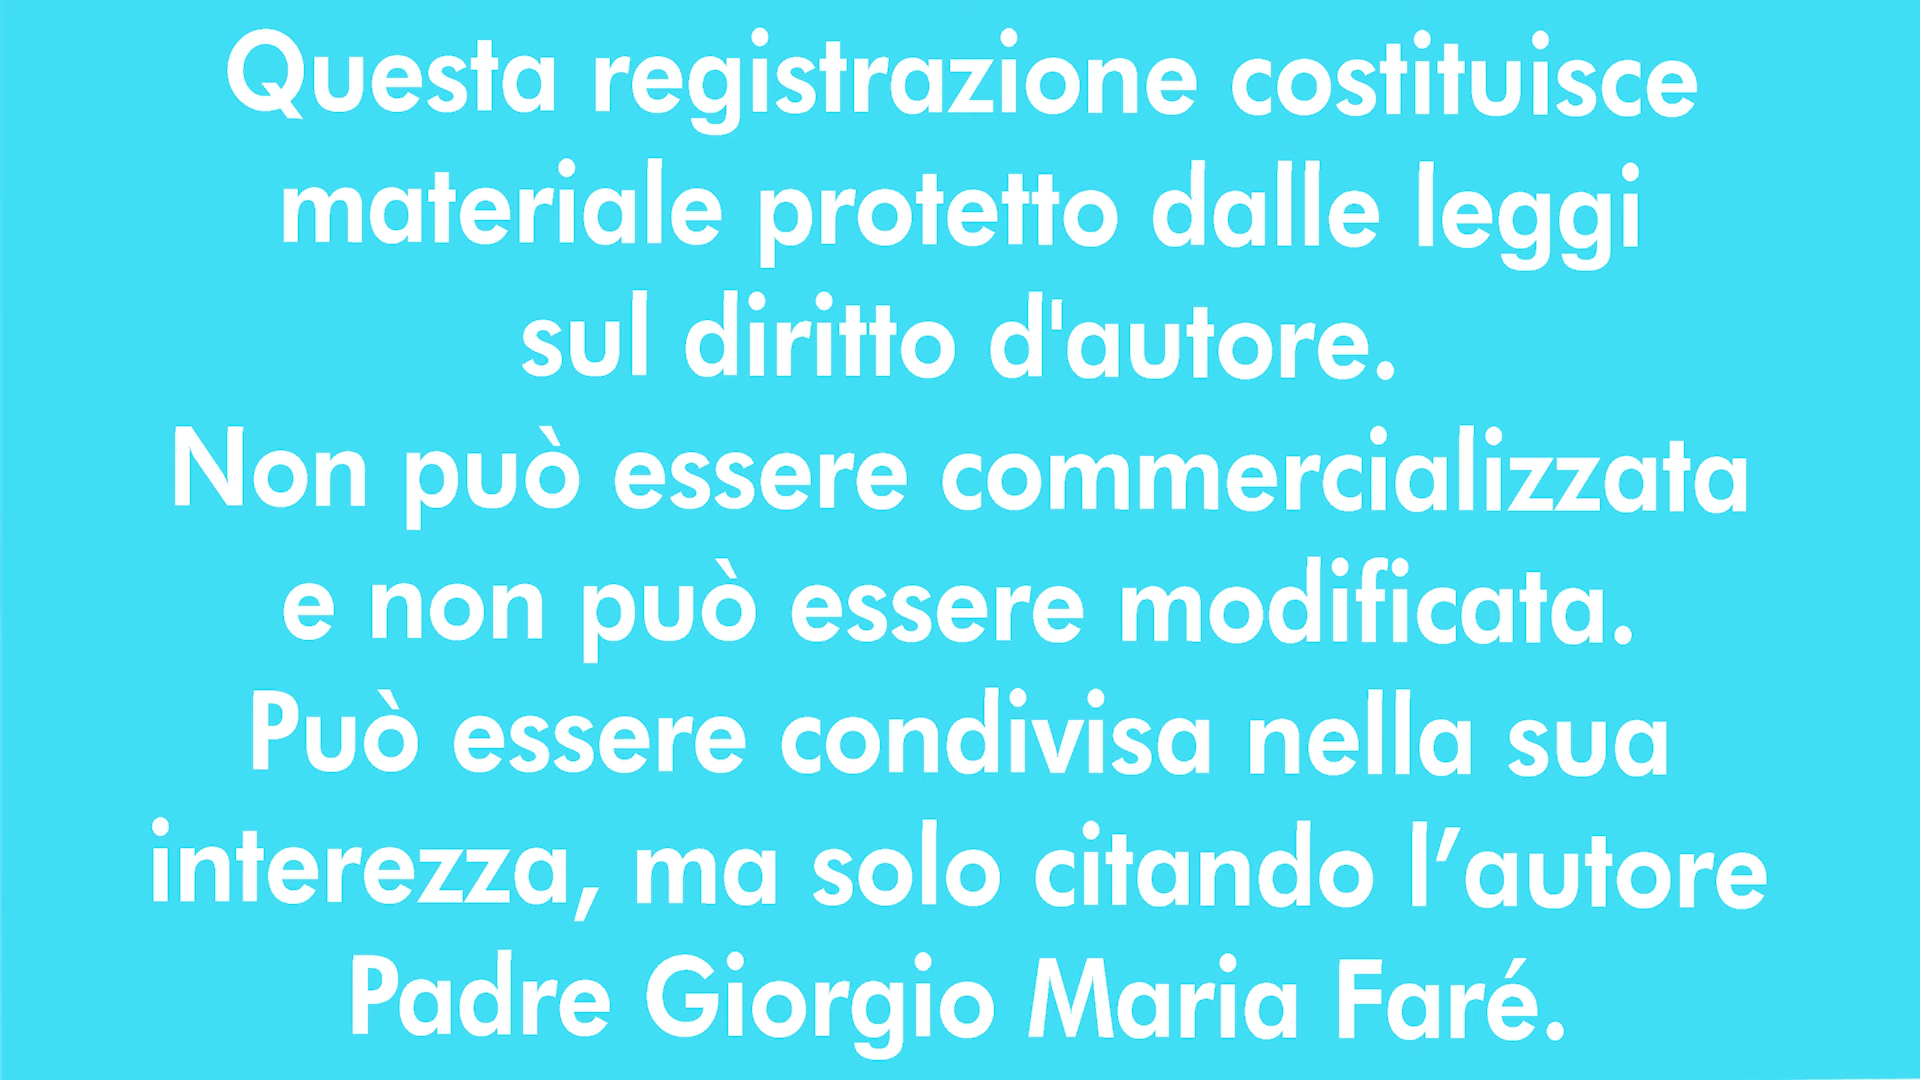 Questa registrazione costituisce
materiale protetto dalle leggi
sul diritto d'autore.
Non può essere commercializzata
e non può essere modificata.
Può essere condivisa nella sua
interezza, ma solo citando l’autore
Padre Giorgio Maria Faré.